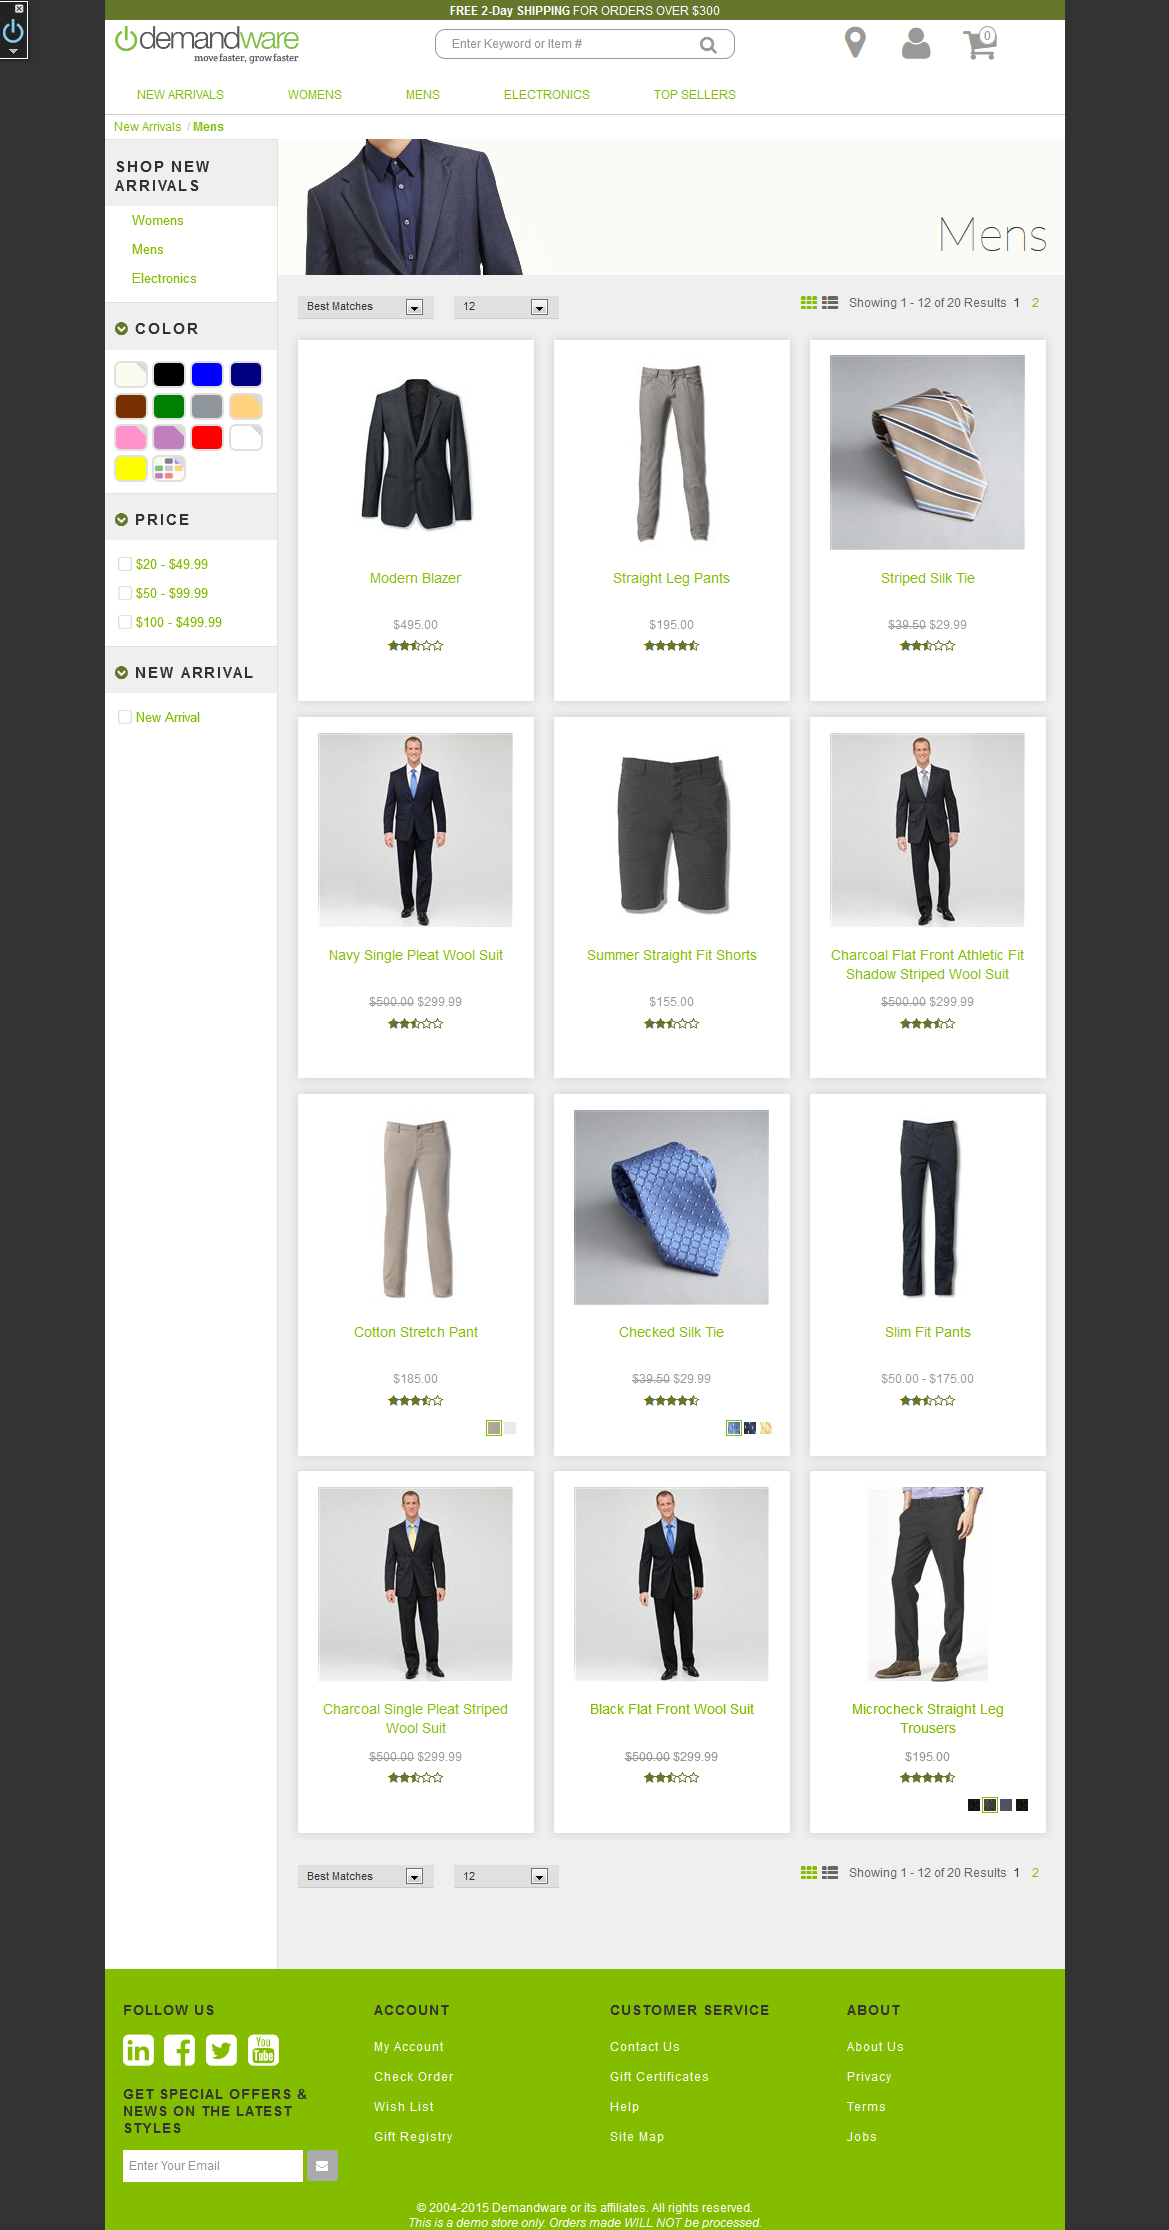 FREE 2-Day SHIPPING FOR ORDERS OVER $300
demandware
move faster, grow faster
Enter Keyword or Item #
0
NEW ARRIVALS WOMENS MENS ELECTRONICS TOP SELLERS
New Arrivals / Mens
SHOP NEW
ARRIVALS
Womens
Mens
Electronics
COLOR
PRICE
$20 - $49.99
$50 - $99.99
$100 - $499.99
NEW ARRIVAL
New Arrival
Mens
Best Matches 12 Showing 1 - 12 of 20 Results 1 2
Modern Blazer
$495.00
Straight Leg Pants
$195.00
Striped Silk Tie
$39.50 $29.99
Navy Single Pleat Wool Suit
$500.00 $299.99
Summer Straight Fit Shorts
$155.00
Charcoal Flat Front Athletic Fit
Shadow Striped Wool Suit
$500.00 $299.99
Cotton Stretch Pant
$185.00
Checked Silk Tie
$39.50 $29.99
Slim Fit Pants
$50.00 - $175.00
Charcoal Single Pleat Striped
Wool Suit
$500.00 $299.99
Black Flat Front Wool Suit
$500.00 $299.99
Microcheck Straight Leg
Trousers
$195.00
Best Matches 12 Showing 1 - 12 of 20 Results 1 2
FOLLOW US
in f You Tube
GET SPECIAL OFFERS &
NEWS ON THE LATEST
STYLES
Enter Your Email
ACCOUNT
My Account
Check Order
Wish List
Gift Registry
CUSTOMER SERVICE
Contact Us
Gift Certificates
Help
Site Map
ABOUT
About Us
Privacy
Terms
Jobs
© 2004-2015 Demandware or its affiliates. All rights reserved.
This is a demo store only. Orders made WILL NOT be processed.